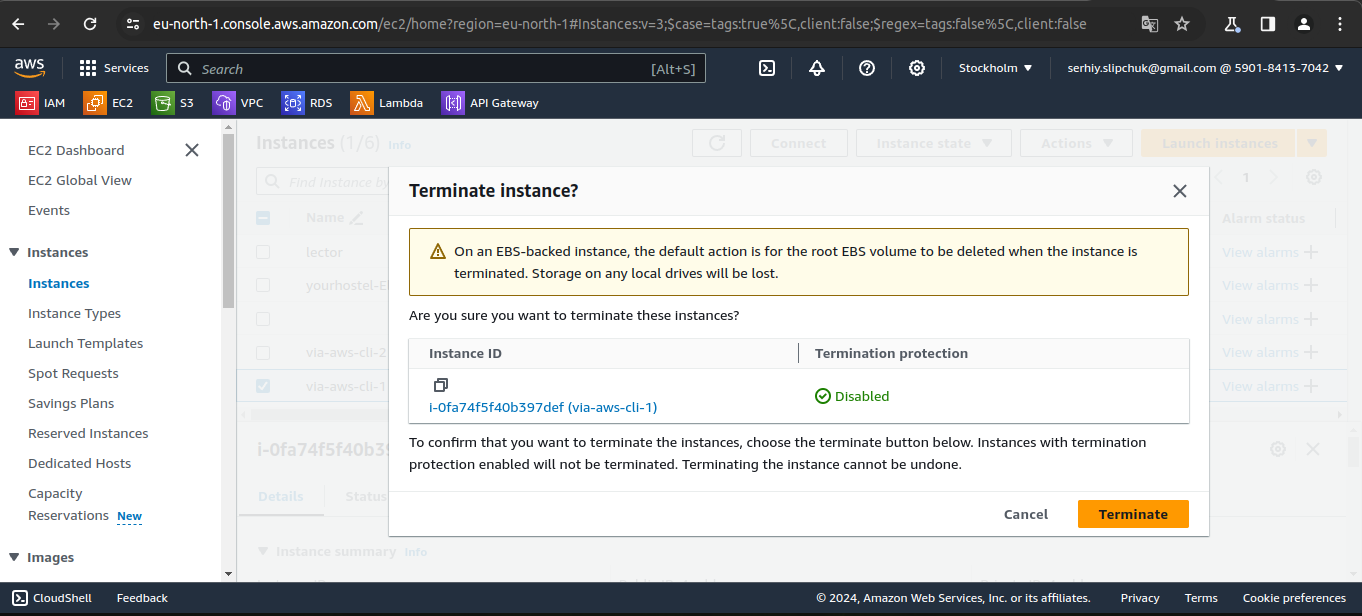 eu-north-1.console.aws.amazon.com/ec2/home?region=eu-north-1#Instances:v=3;$case=tags:true%5C,client:false;$regex=tags:false%5C,client:false
aws
Services
Search
[Alt+S]
Stockholm
serhiy.slipchuk@gmail.com @ 5901-8413-7042
IAM
EC2
S3
VPC
RDS
Lambda
API Gateway
EC2 Dashboard
EC2 Global View
Events
Instances
Instances
Instance Types
Launch Templates
Spot Requests
Savings Plans
Reserved Instances
Dedicated Hosts
Capacity
Reservations New
Images
Instances (1/6) Info
Connect
Instance state
Actions
Launch instances
Find Instance by
1
Name
Alarm status
lector
View alarms
yourhostel-E
View alarms
View alarms
via-aws-cli-2
View alarms
via-aws-cli-1
View alarms
i-0fa74f5f40b39
Details
Status
Instance summary Info
Terminate instance?
On an EBS-backed instance, the default action is for the root EBS volume to be deleted when the instance is
terminated. Storage on any local drives will be lost.
Are you sure you want to terminate these instances?
Instance ID
Termination protection
i-0fa74f5f40b397def (via-aws-cli-1)
Disabled
To confirm that you want to terminate the instances, choose the terminate button below. Instances with termination
protection enabled will not be terminated. Terminating the instance cannot be undone.
Cancel
Terminate
CloudShell
Feedback
© 2024, Amazon Web Services, Inc. or its affiliates.
Privacy
Terms
Cookie preferences